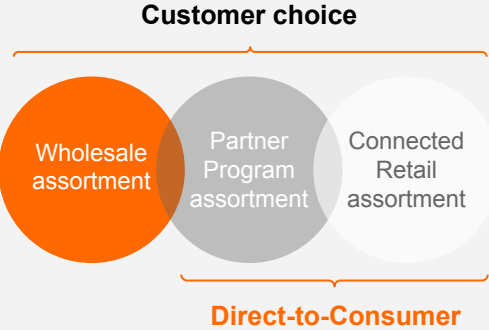 Customer choice
Wholesale
assortment
Partner
Program
assortment
Connected
Retail
assortment
Direct-to-Consumer